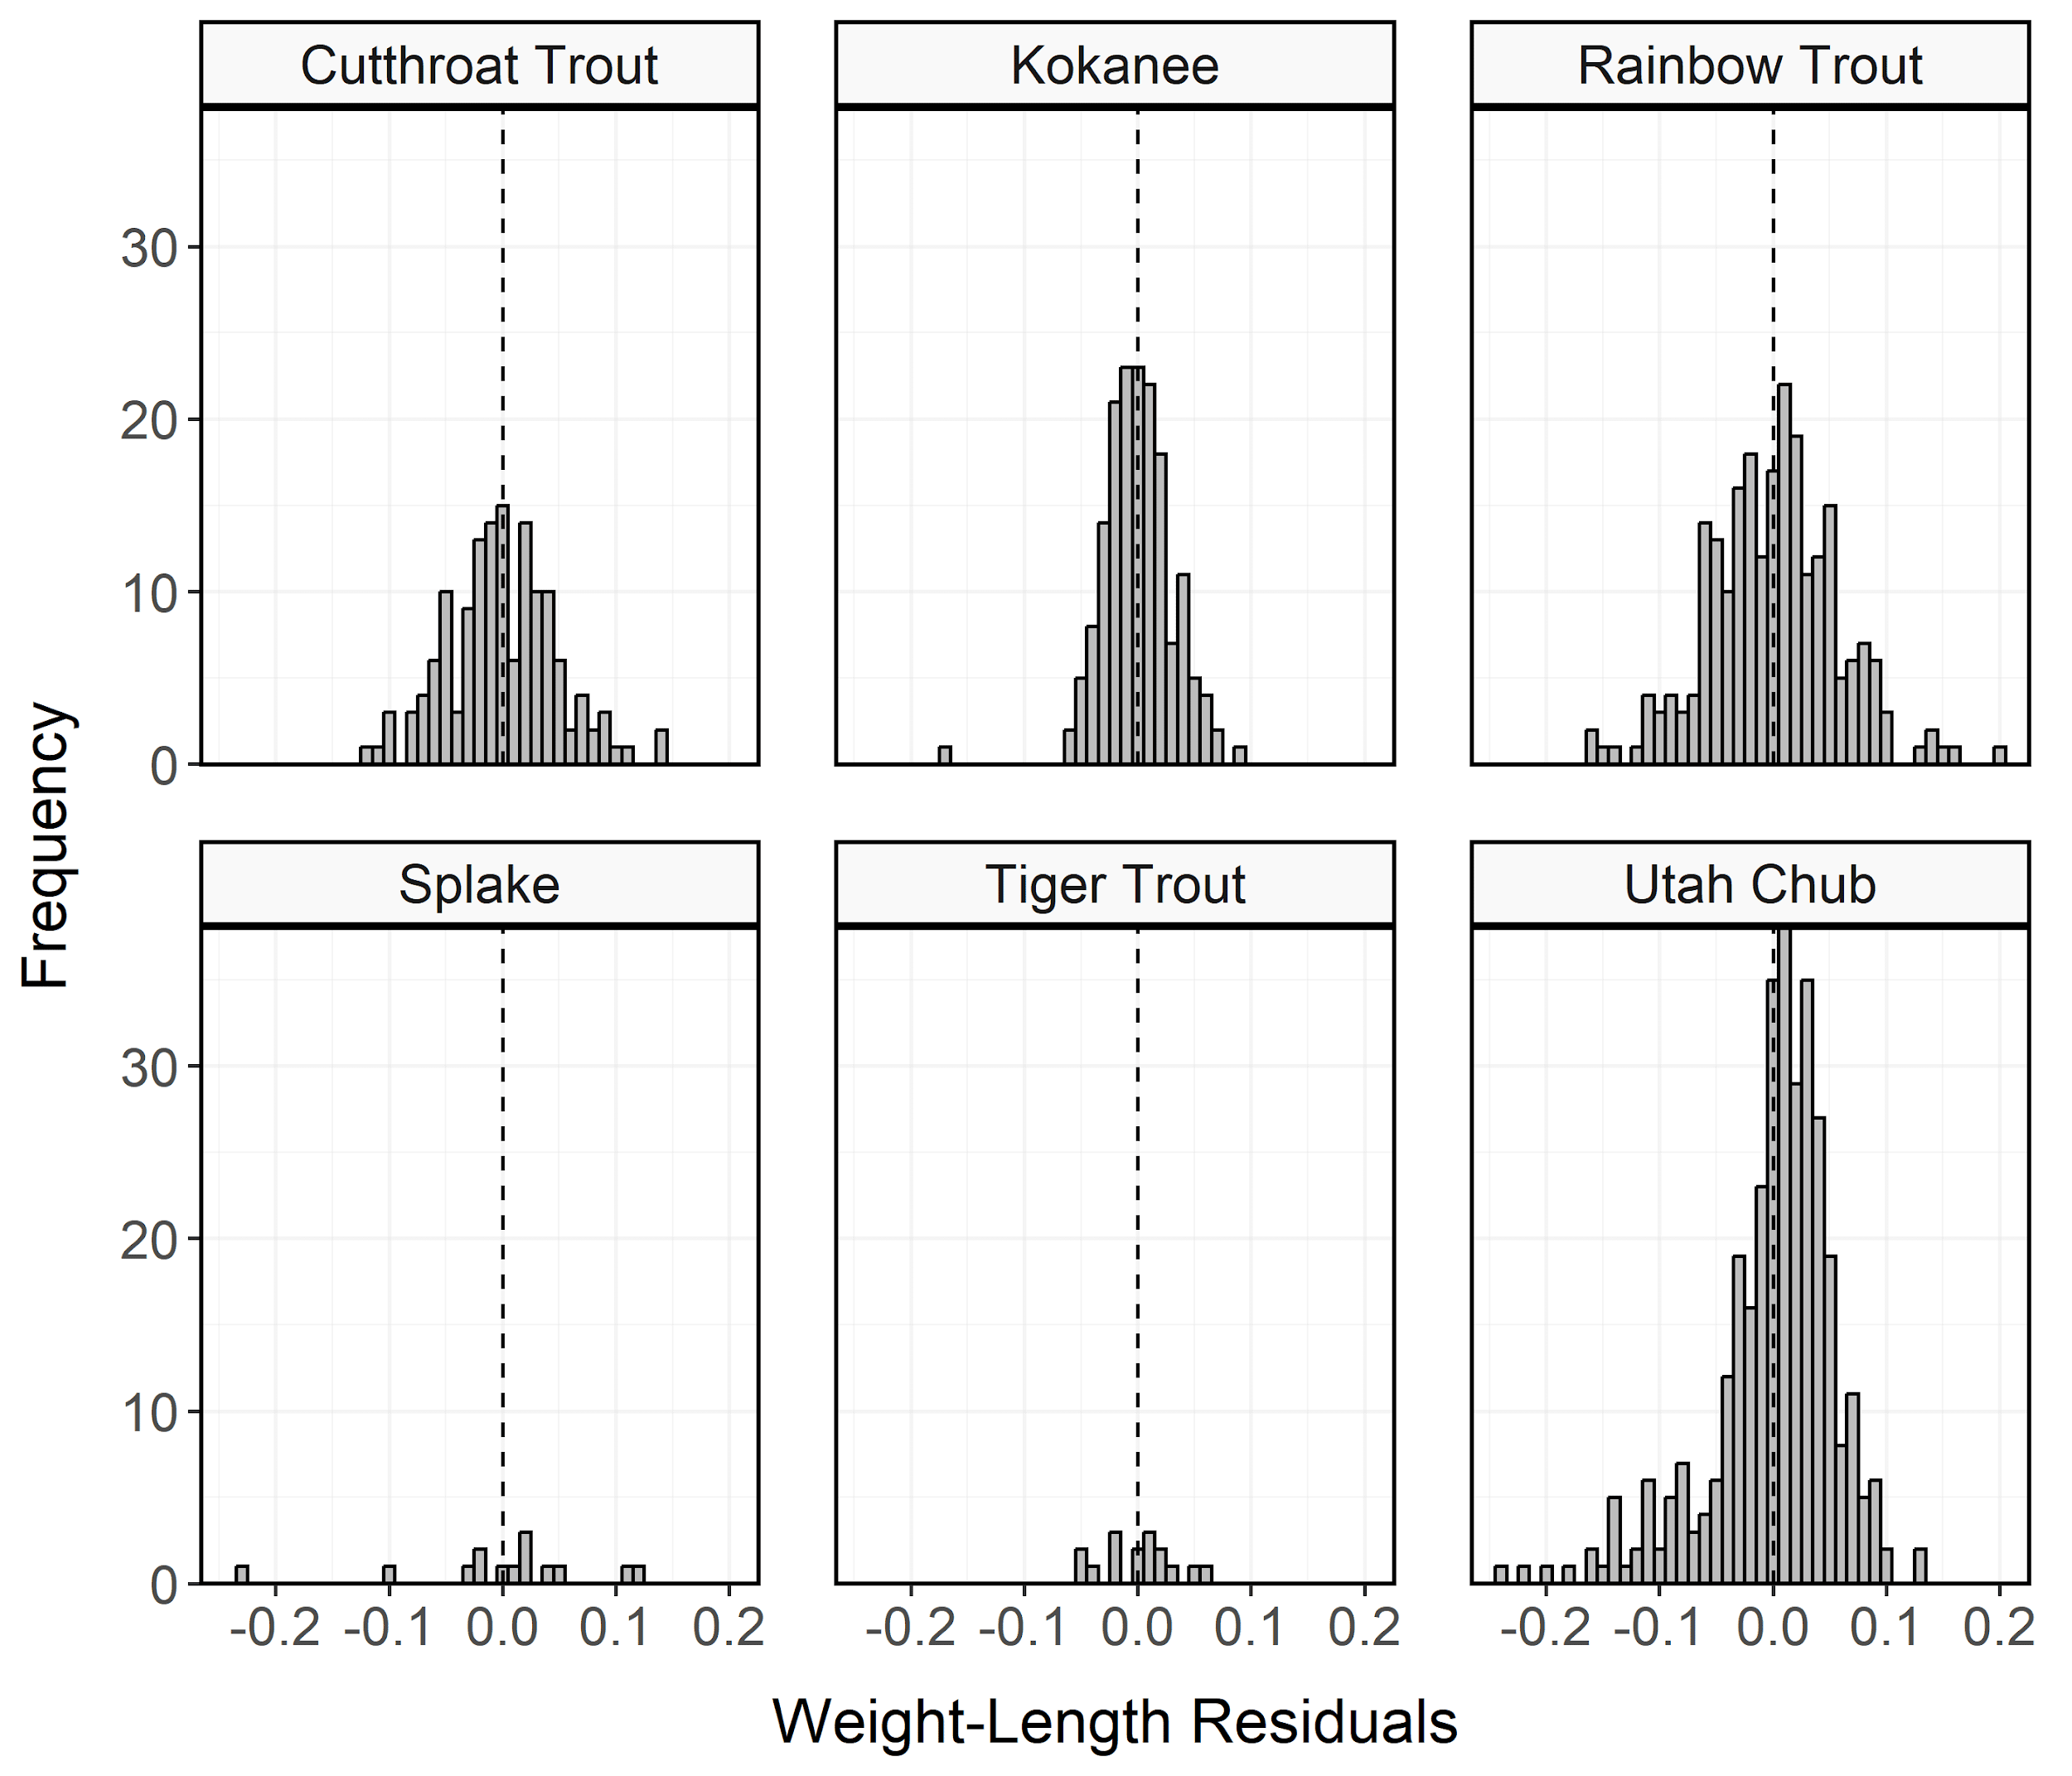 Cutthroat Trout
Kokanee
Rainbow Trout
30
20
10
0
Frequency
Splake
Tiger Trout
Utah Chub
30
20
10
0
-0.2 -0.1 0.0 0.1 0.2
-0.2 -0.1 0.0 0.1 0.2
-0.2 -0.1 0.0 0.1 0.2
Weight-Length Residuals